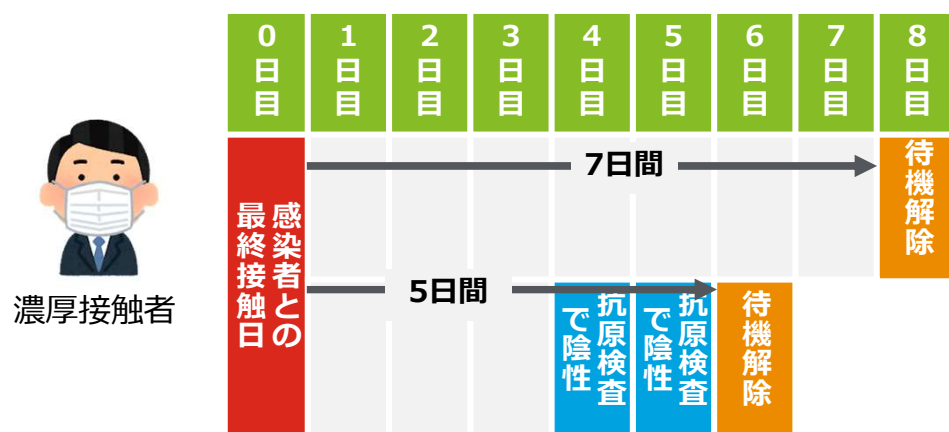 0日目
1日目
2日目
3日目
4日目
5日目
6日目
7日目
8日目
感染者との
最終接触日
7日間
待機解除
5日間
抗原検査
で陰性
抗原検査
で陰性
待機解除
濃厚接触者